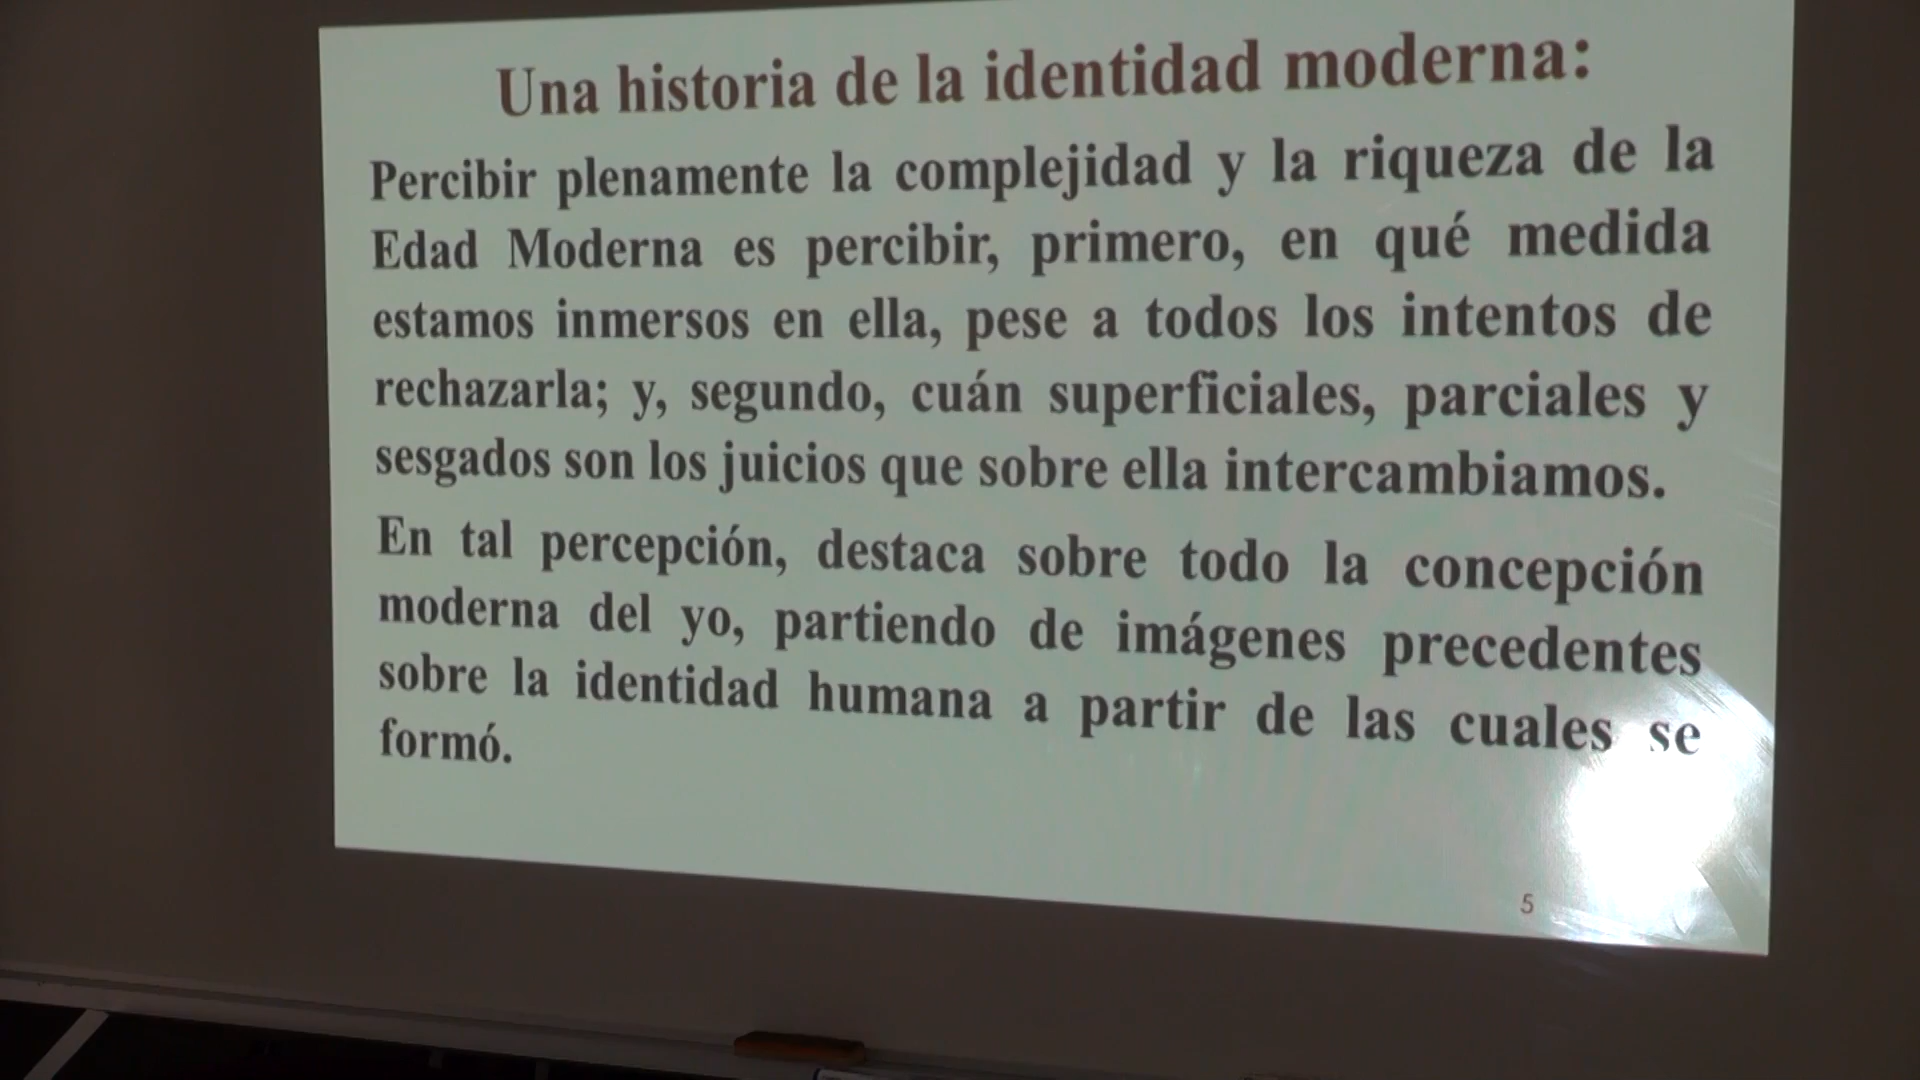 Una historia de la identidad moderna:
Percibir plenamente la complejidad y la riqueza de la
Edad Moderna es percibir, primero, en qué medida
estamos inmersos en ella, pese a todos los intentos de
rechazarla; y, segundo, cuán superficiales, parciales y
sesgados son los juicios que sobre ella intercambiamos.
En tal percepción, destaca sobre todo la concepción
moderna del yo, partiendo de imágenes precedentes
sobre la identidad humana a partir de las cuales se
formó.
5